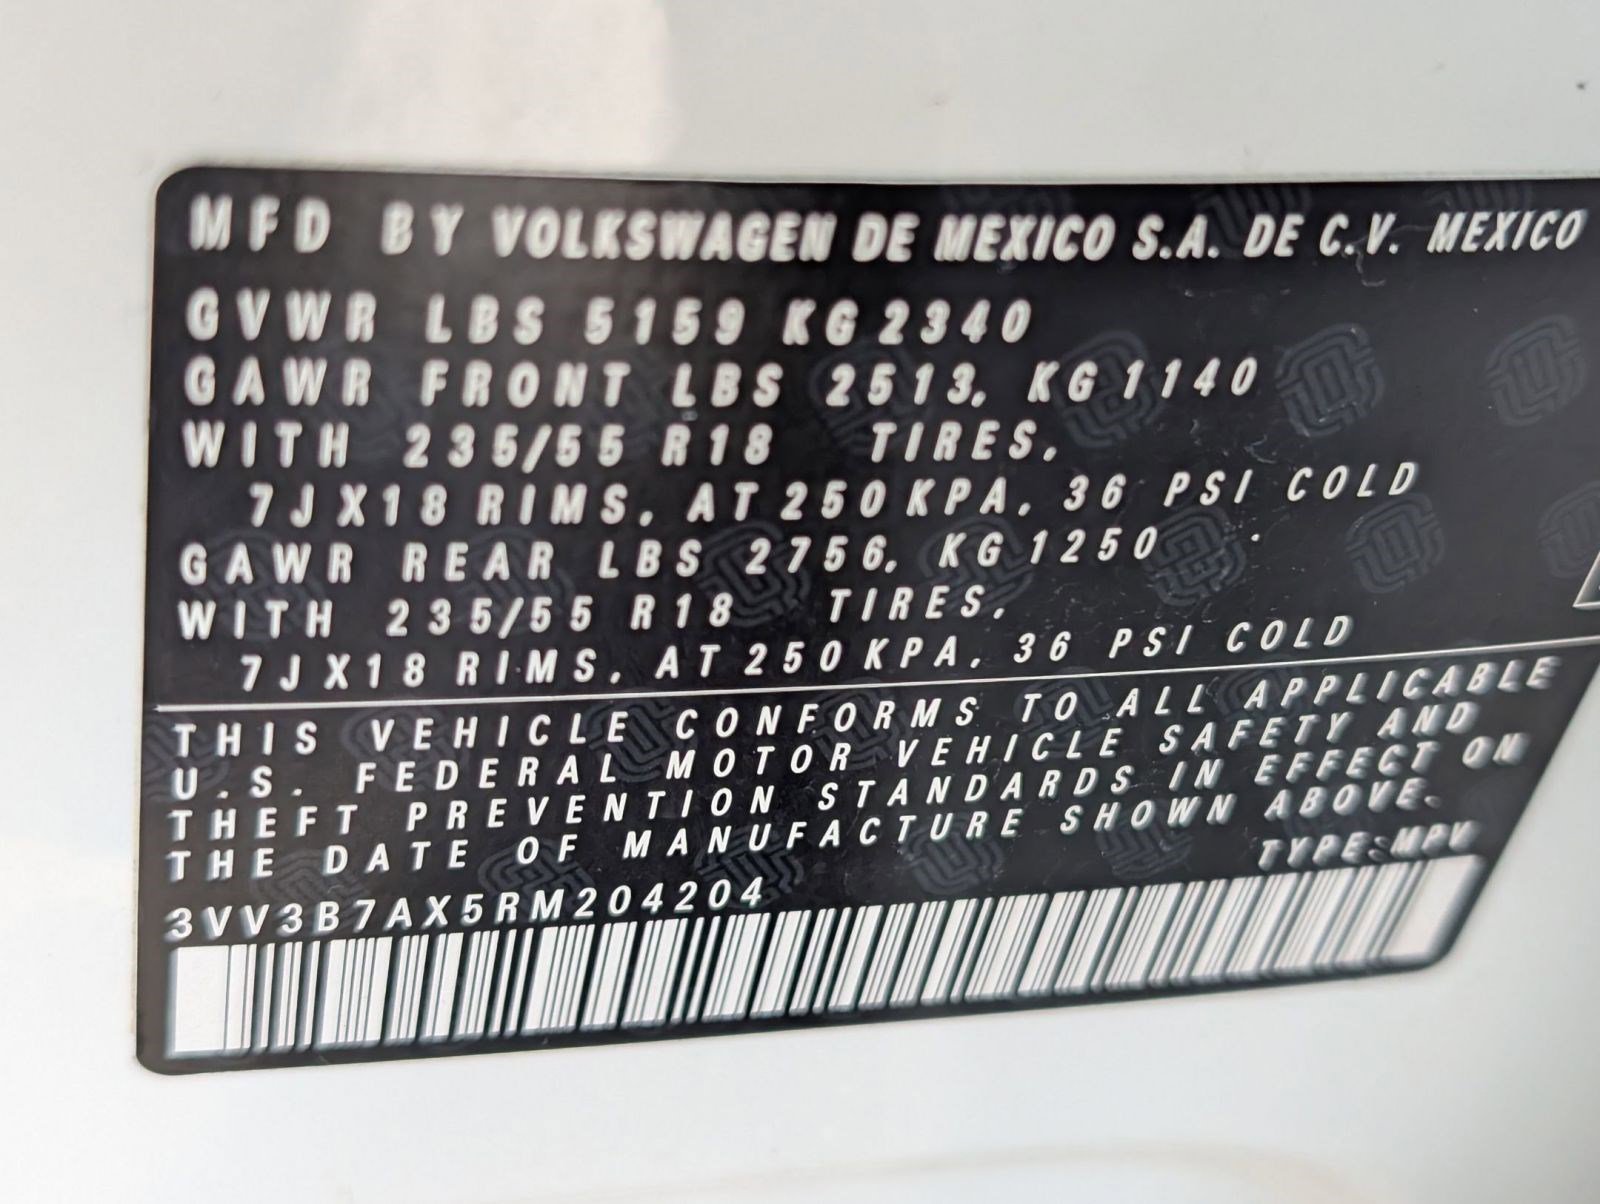 MFD BY VOLKSWAGEN DE MEXICO S.A. DE C.V. MEXICO
GVWR LBS 5159 KG 2340
GAWR FRONT LBS 2513, KG 1140
WITH 235/55 R18 TIRES,
7JX18 RIMS, AT 250 KPA, 36 PSI COLD
GAWR REAR LBS 2756, KG 1250
WITH 235/55 R18 TIRES,
7JX18 RIMS, AT 250 KPA, 36 PSI COLD
THIS VEHICLE CONFORMS TO ALL APPLICABLE
U.S. FEDERAL MOTOR VEHICLE SAFETY AND
THEFT PREVENTION STANDARDS IN EFFECT ON
THE DATE OF MANUFACTURE SHOWN ABOVE.
TYPE:MPV
3VV3B7AX5RM204204